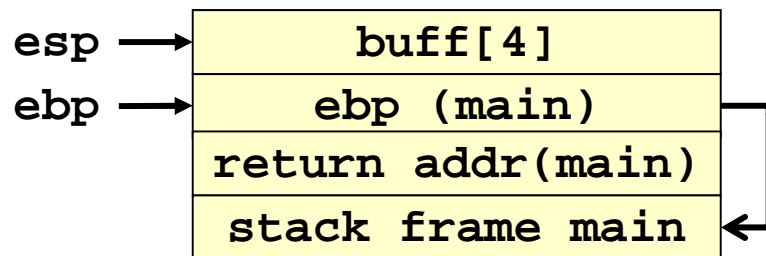 esp buff[4]
ebp ebp (main)
return addr(main)
stack frame main